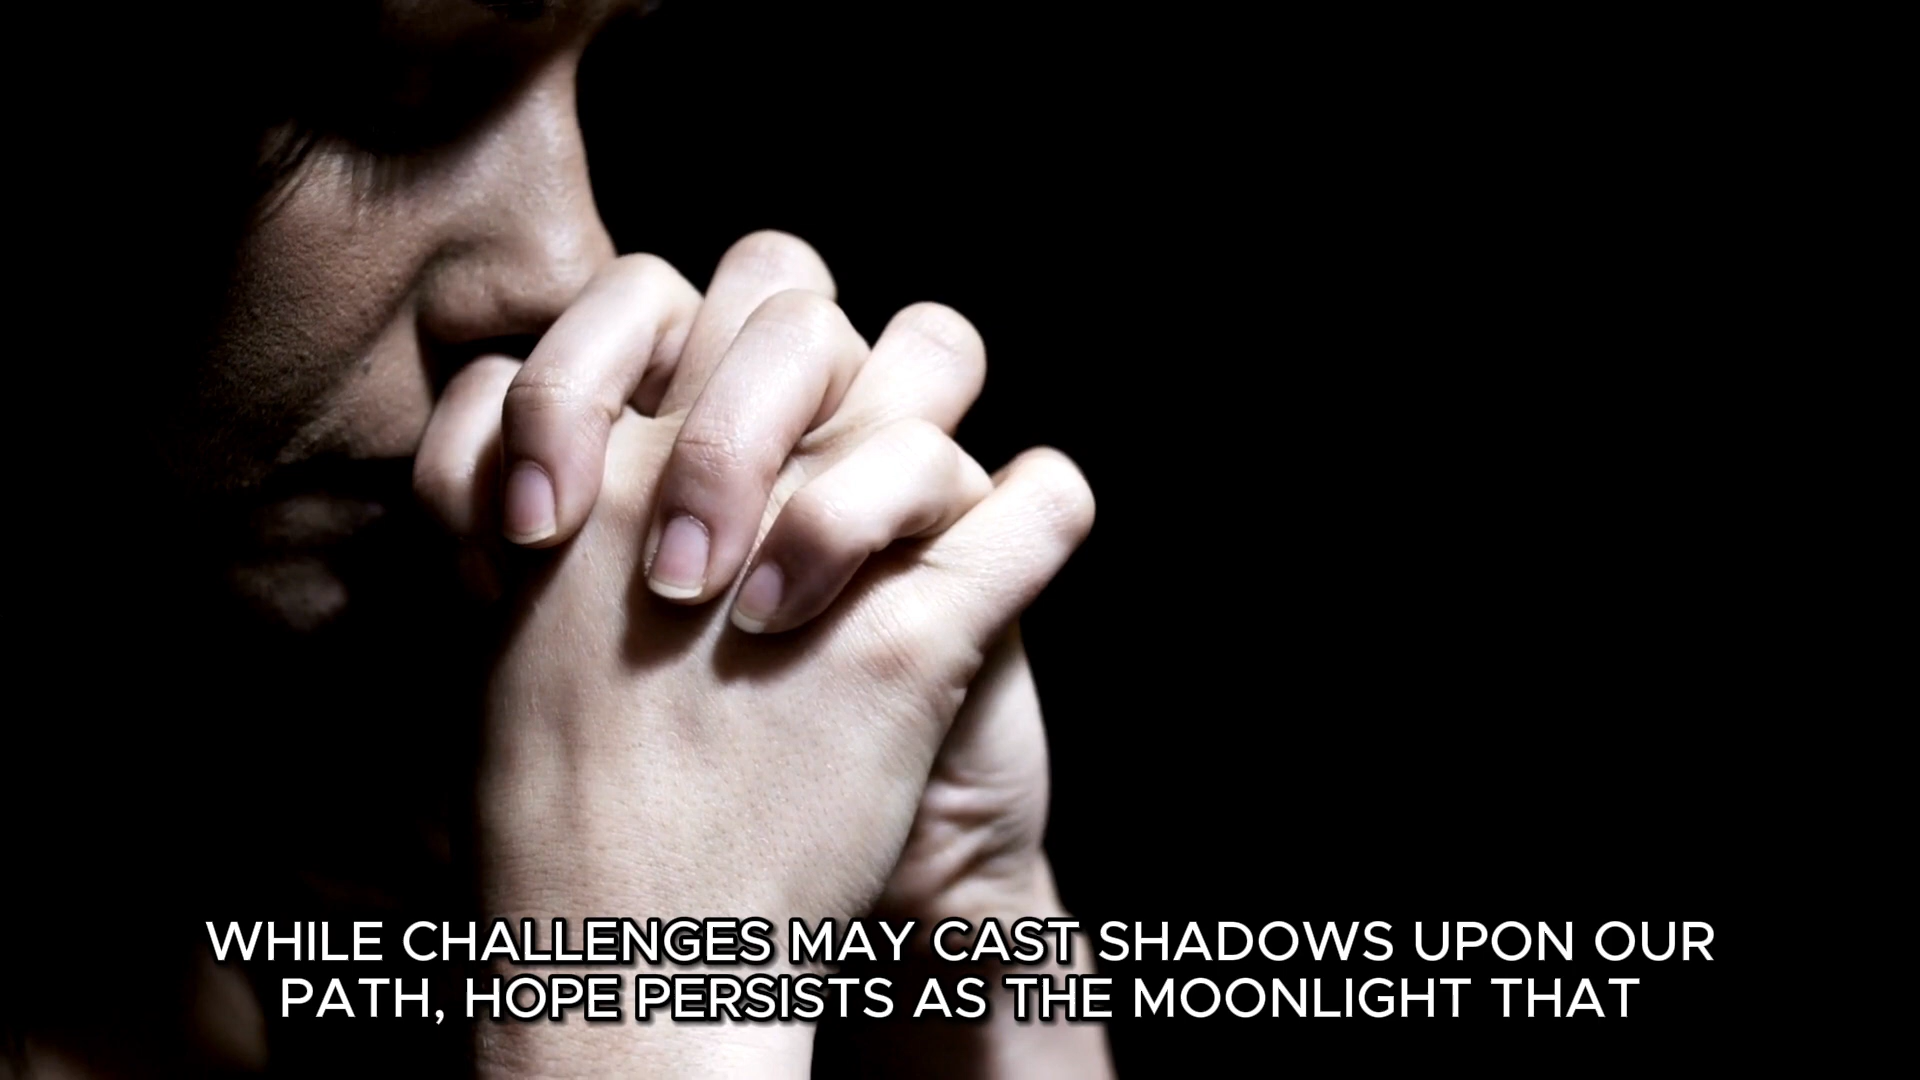 WHILE CHALLENGES MAY CAST SHADOWS UPON OUR
PATH, HOPE PERSISTS AS THE MOONLIGHT THAT